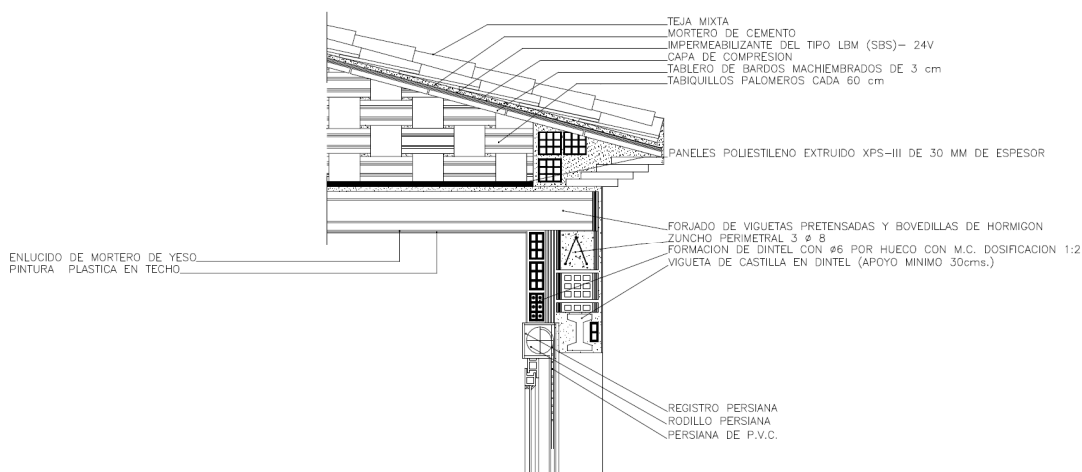 TEJA MIXTA
MORTERO DE CEMENTO
IMPERMEABILIZANTE DEL TIPO LBM (SBS)- 24V
CAPA DE COMPRESION
TABLERO DE BARDOS MACHIEMBRADOS DE 3 cm
TABIQUILLOS PALOMEROS CADA 60 cm
PANELES POLIESTILENO EXTRUIDO XPS-III DE 30 MM DE ESPESOR
FORJADO DE VIGUETAS PRETENSADAS Y BOVEDILLAS DE HORMIGON
ZUNCHO PERIMETRAL 3 ø 8
FORMACION DE DINTEL CON ø6 POR HUECO CON M.C. DOSIFICACION 1:2
VIGUETA DE CASTILLA EN DINTEL (APOYO MINIMO 30cms.)
ENLUCIDO DE MORTERO DE YESO
PINTURA PLASTICA EN TECHO
REGISTRO PERSIANA
RODILLO PERSIANA
PERSIANA DE P.V.C.